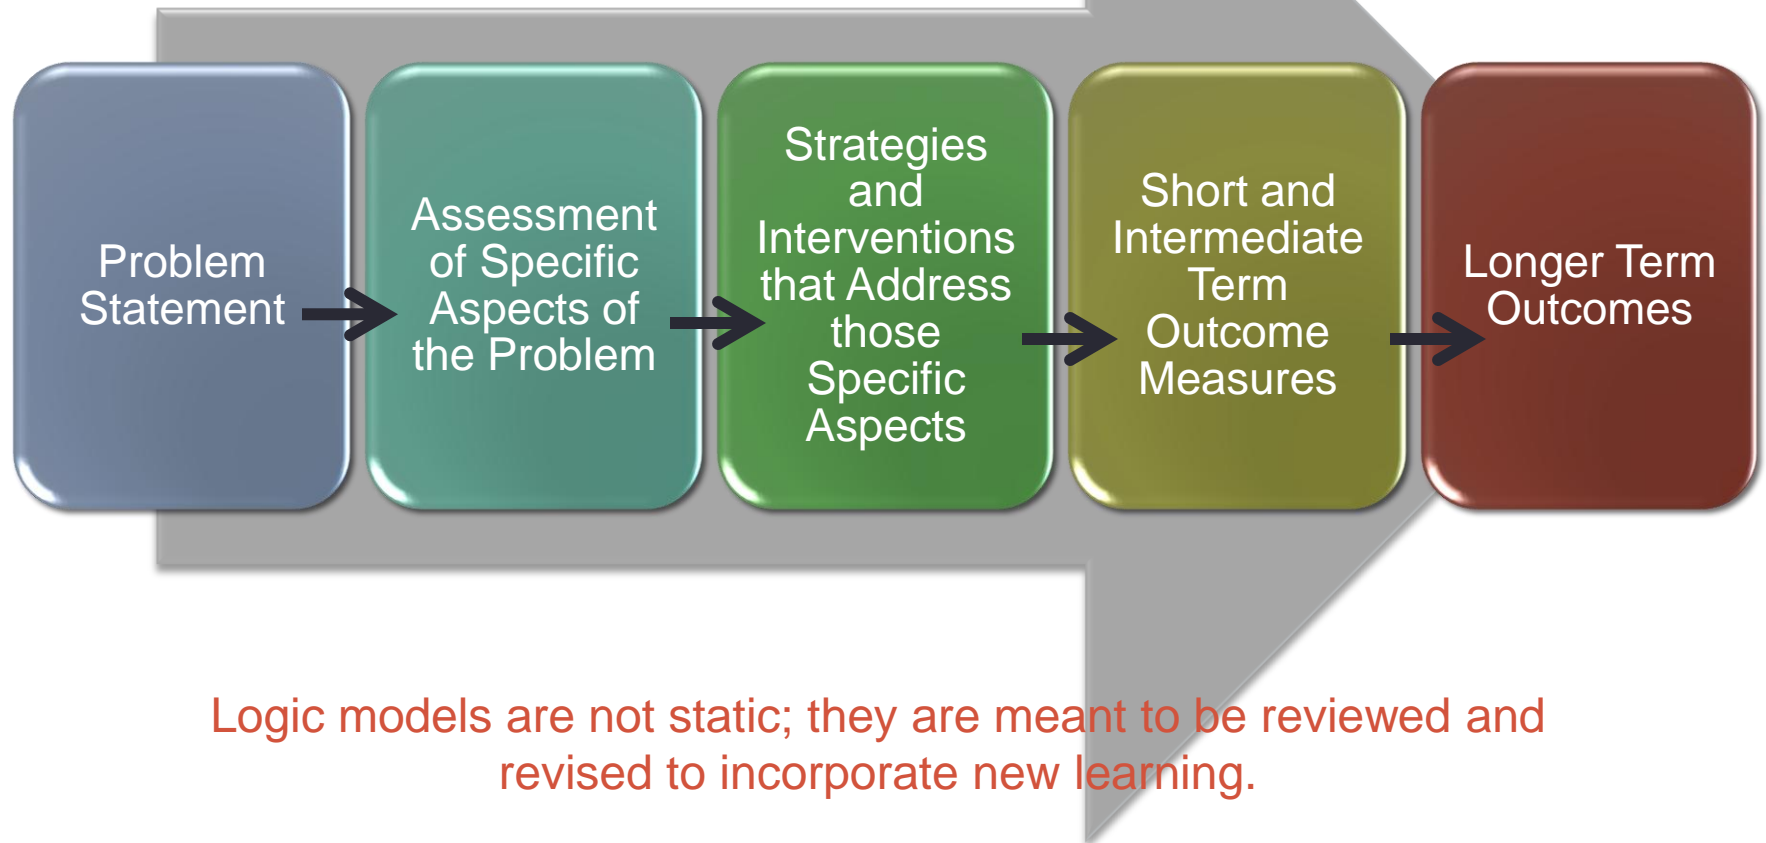 Problem
Statement
Assessment
of Specific
Aspects of
the Problem
Strategies
and
Interventions
that Address
those
Specific
Aspects
Short and
Intermediate
Term
Outcome
Measures
Longer Term
Outcomes
Logic models are not static; they are meant to be reviewed and
revised to incorporate new learning.